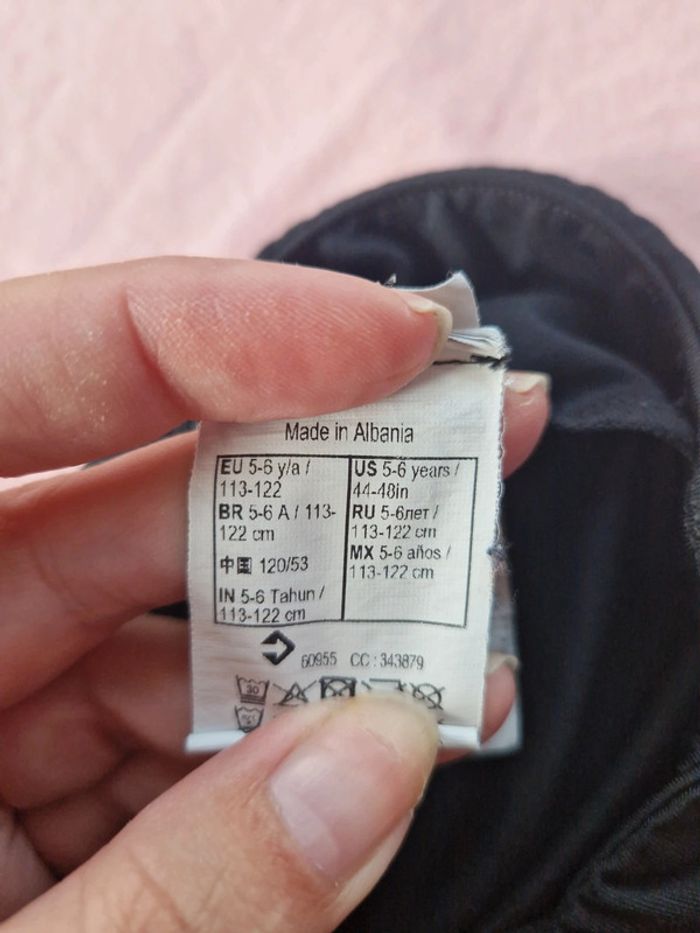 Made in Albania
EU 5-6 y/a /
113-122
BR 5-6 A / 113-
122 cm
中国 120/53
IN 5-6 Tahun /
113-122 cm
US 5-6 years /
44-48in
RU 5-6лет /
113-122 cm
MX 5-6 años /
113-122 cm
60955 CC : 343879
30